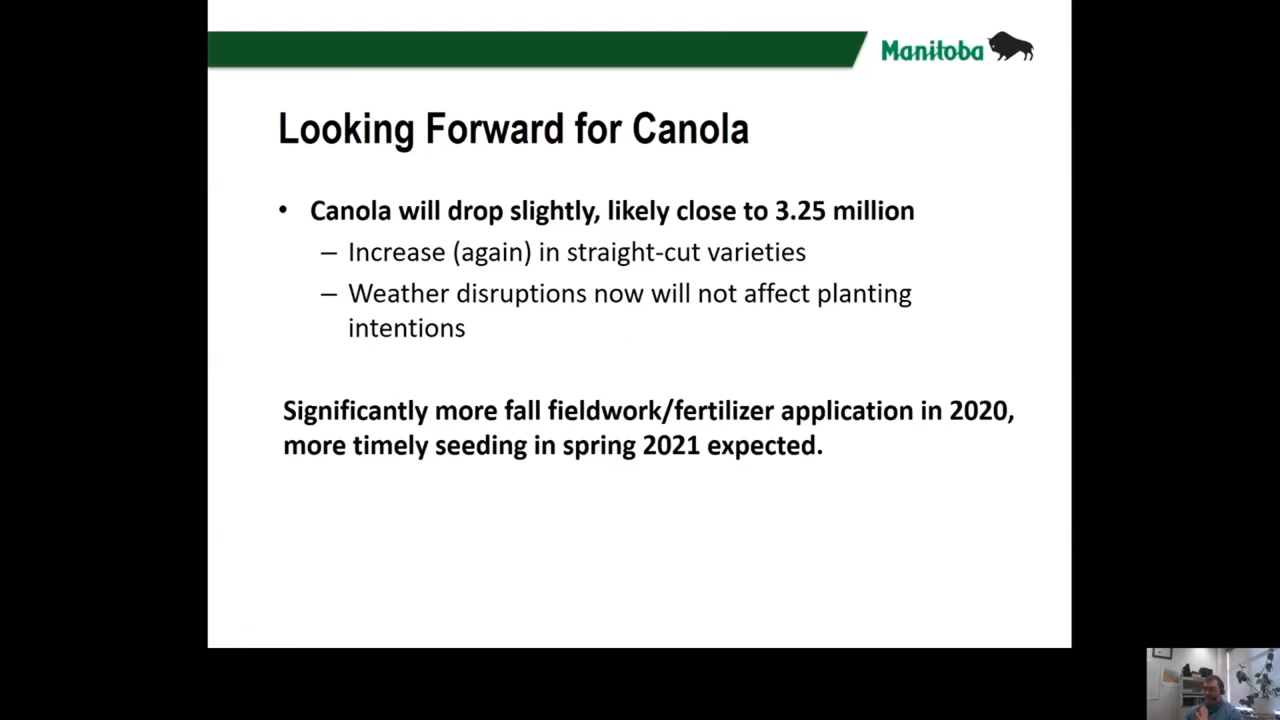 Manitoba
Looking Forward for Canola
• Canola will drop slightly, likely close to 3.25 million
– Increase (again) in straight-cut varieties
– Weather disruptions now will not affect planting
intentions
Significantly more fall fieldwork/fertilizer application in 2020,
more timely seeding in spring 2021 expected.